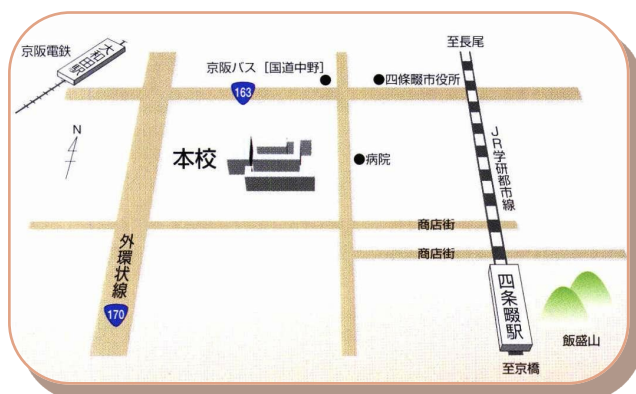 至長尾
京阪電鉄
大和田駅
京阪バス［国道中野］
四條畷市役所
163
N
本校
病院
JR学研都市線
商店街
商店街
外環状線
170
四条畷駅
飯盛山
至京橋